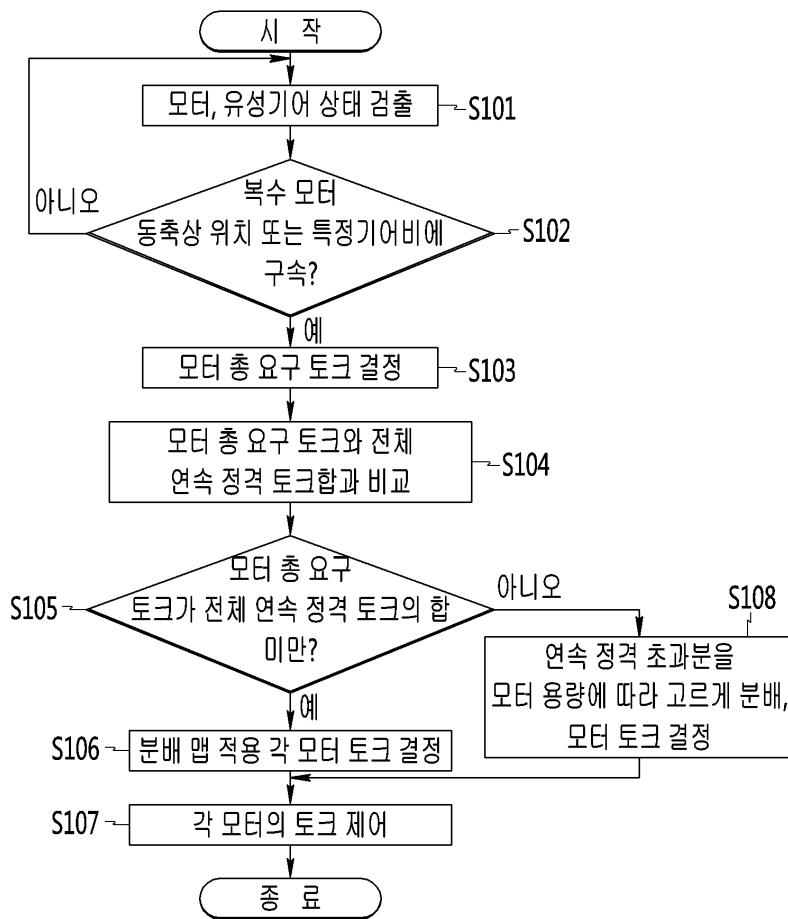 시 작
모터, 유성기어 상태 검출
S101
아니오
복수 모터
동축상 위치 또는 특정기어비에
구속?
S102
예
모터 총 요구 토크 결정
S103
모터 총 요구 토크와 전체
연속 정격 토크합과 비교
S104
모터 총 요구
토크가 전체 연속 정격 토크의 합
미만?
S105
아니오
S108
연속 정격 초과분을
모터 용량에 따라 고르게 분배,
모터 토크 결정
예
S106
분배 맵 적용 각 모터 토크 결정
S107
각 모터의 토크 제어
종 료